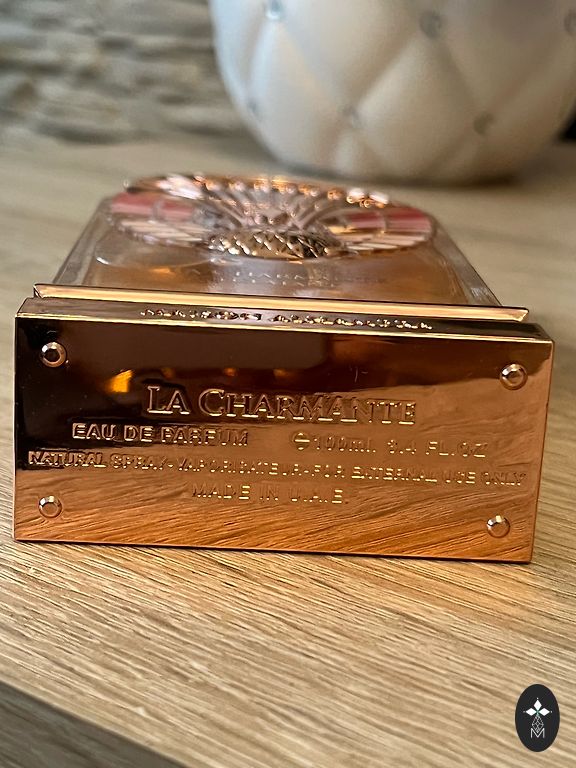 LA CHARMANTE
EAU DE PARFUM ⊖100ml. 3.4 FL.OZ
NATURAL SPRAY-VAPORISATEUR-FOR EXTERNAL USE ONLY
MADE IN U.A.E.
M